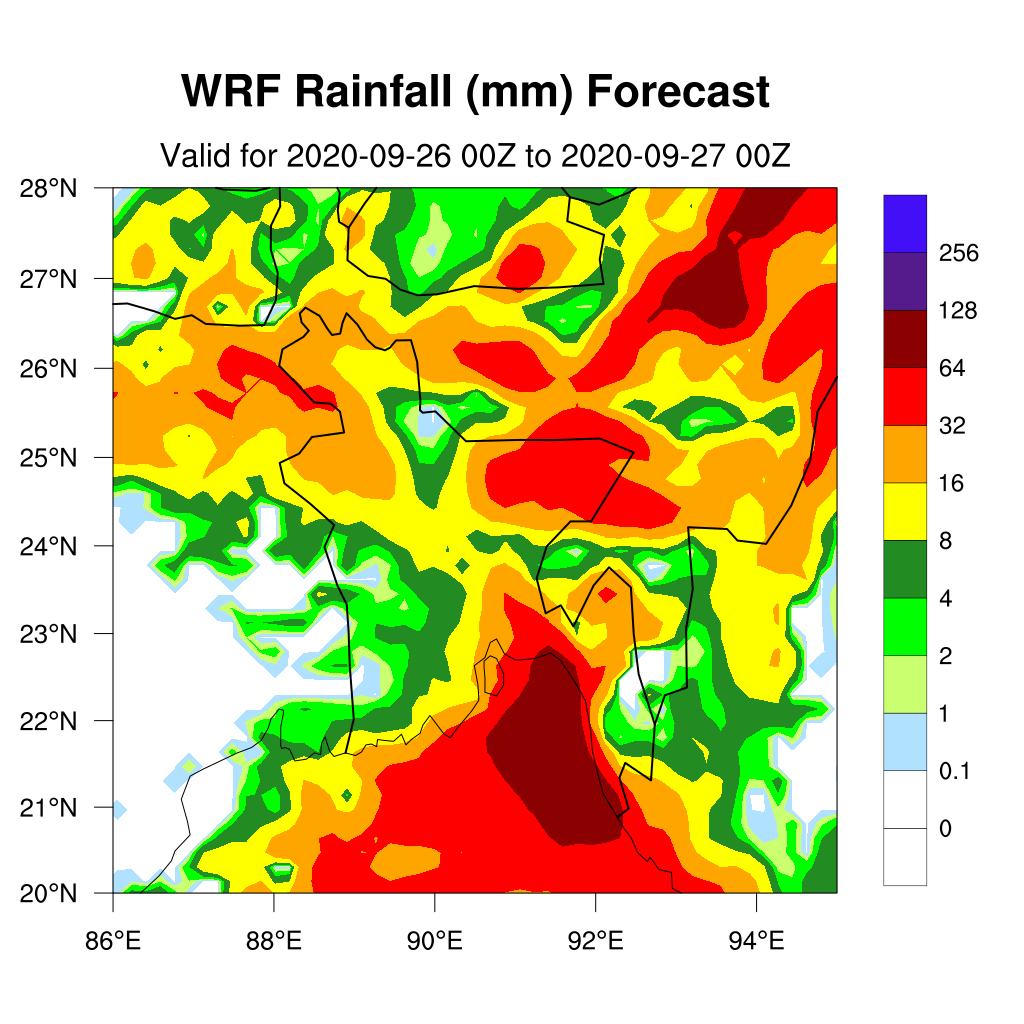 WRF Rainfall (mm) Forecast
Valid for 2020-09-26 00Z to 2020-09-27 00Z
28°N
27°N
26°N
25°N
24°N
23°N
22°N
21°N
20°N
86°E
88°E
90°E
92°E
94°E
256
128
64
32
16
8
4
2
1
0.1
0